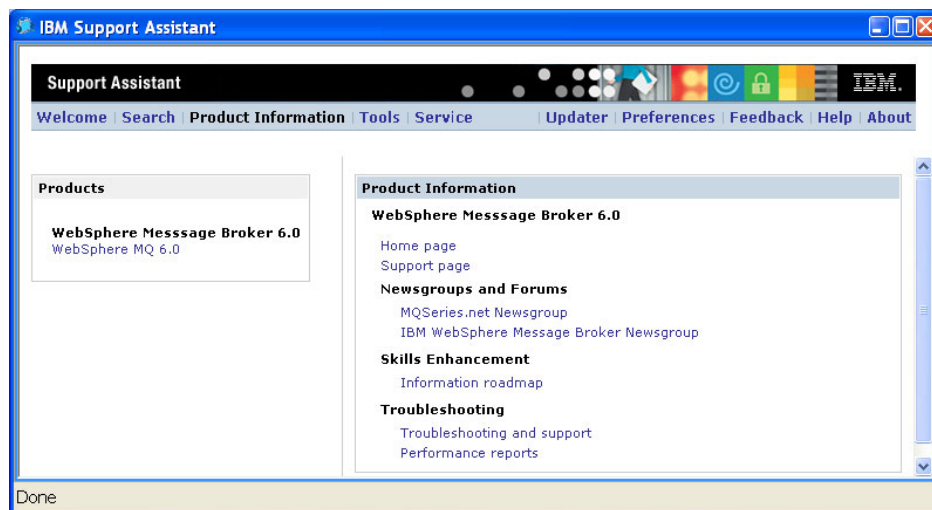 IBM Support Assistant
Support Assistant
IBM.
Welcome | Search | Product Information | Tools | Service | Updater | Preferences | Feedback | Help | About
Products
WebSphere Messsage Broker 6.0
WebSphere MQ 6.0
Product Information
WebSphere Messsage Broker 6.0
Home page
Support page
Newsgroups and Forums
MQSeries.net Newsgroup
IBM WebSphere Message Broker Newsgroup
Skills Enhancement
Information roadmap
Troubleshooting
Troubleshooting and support
Performance reports
Done